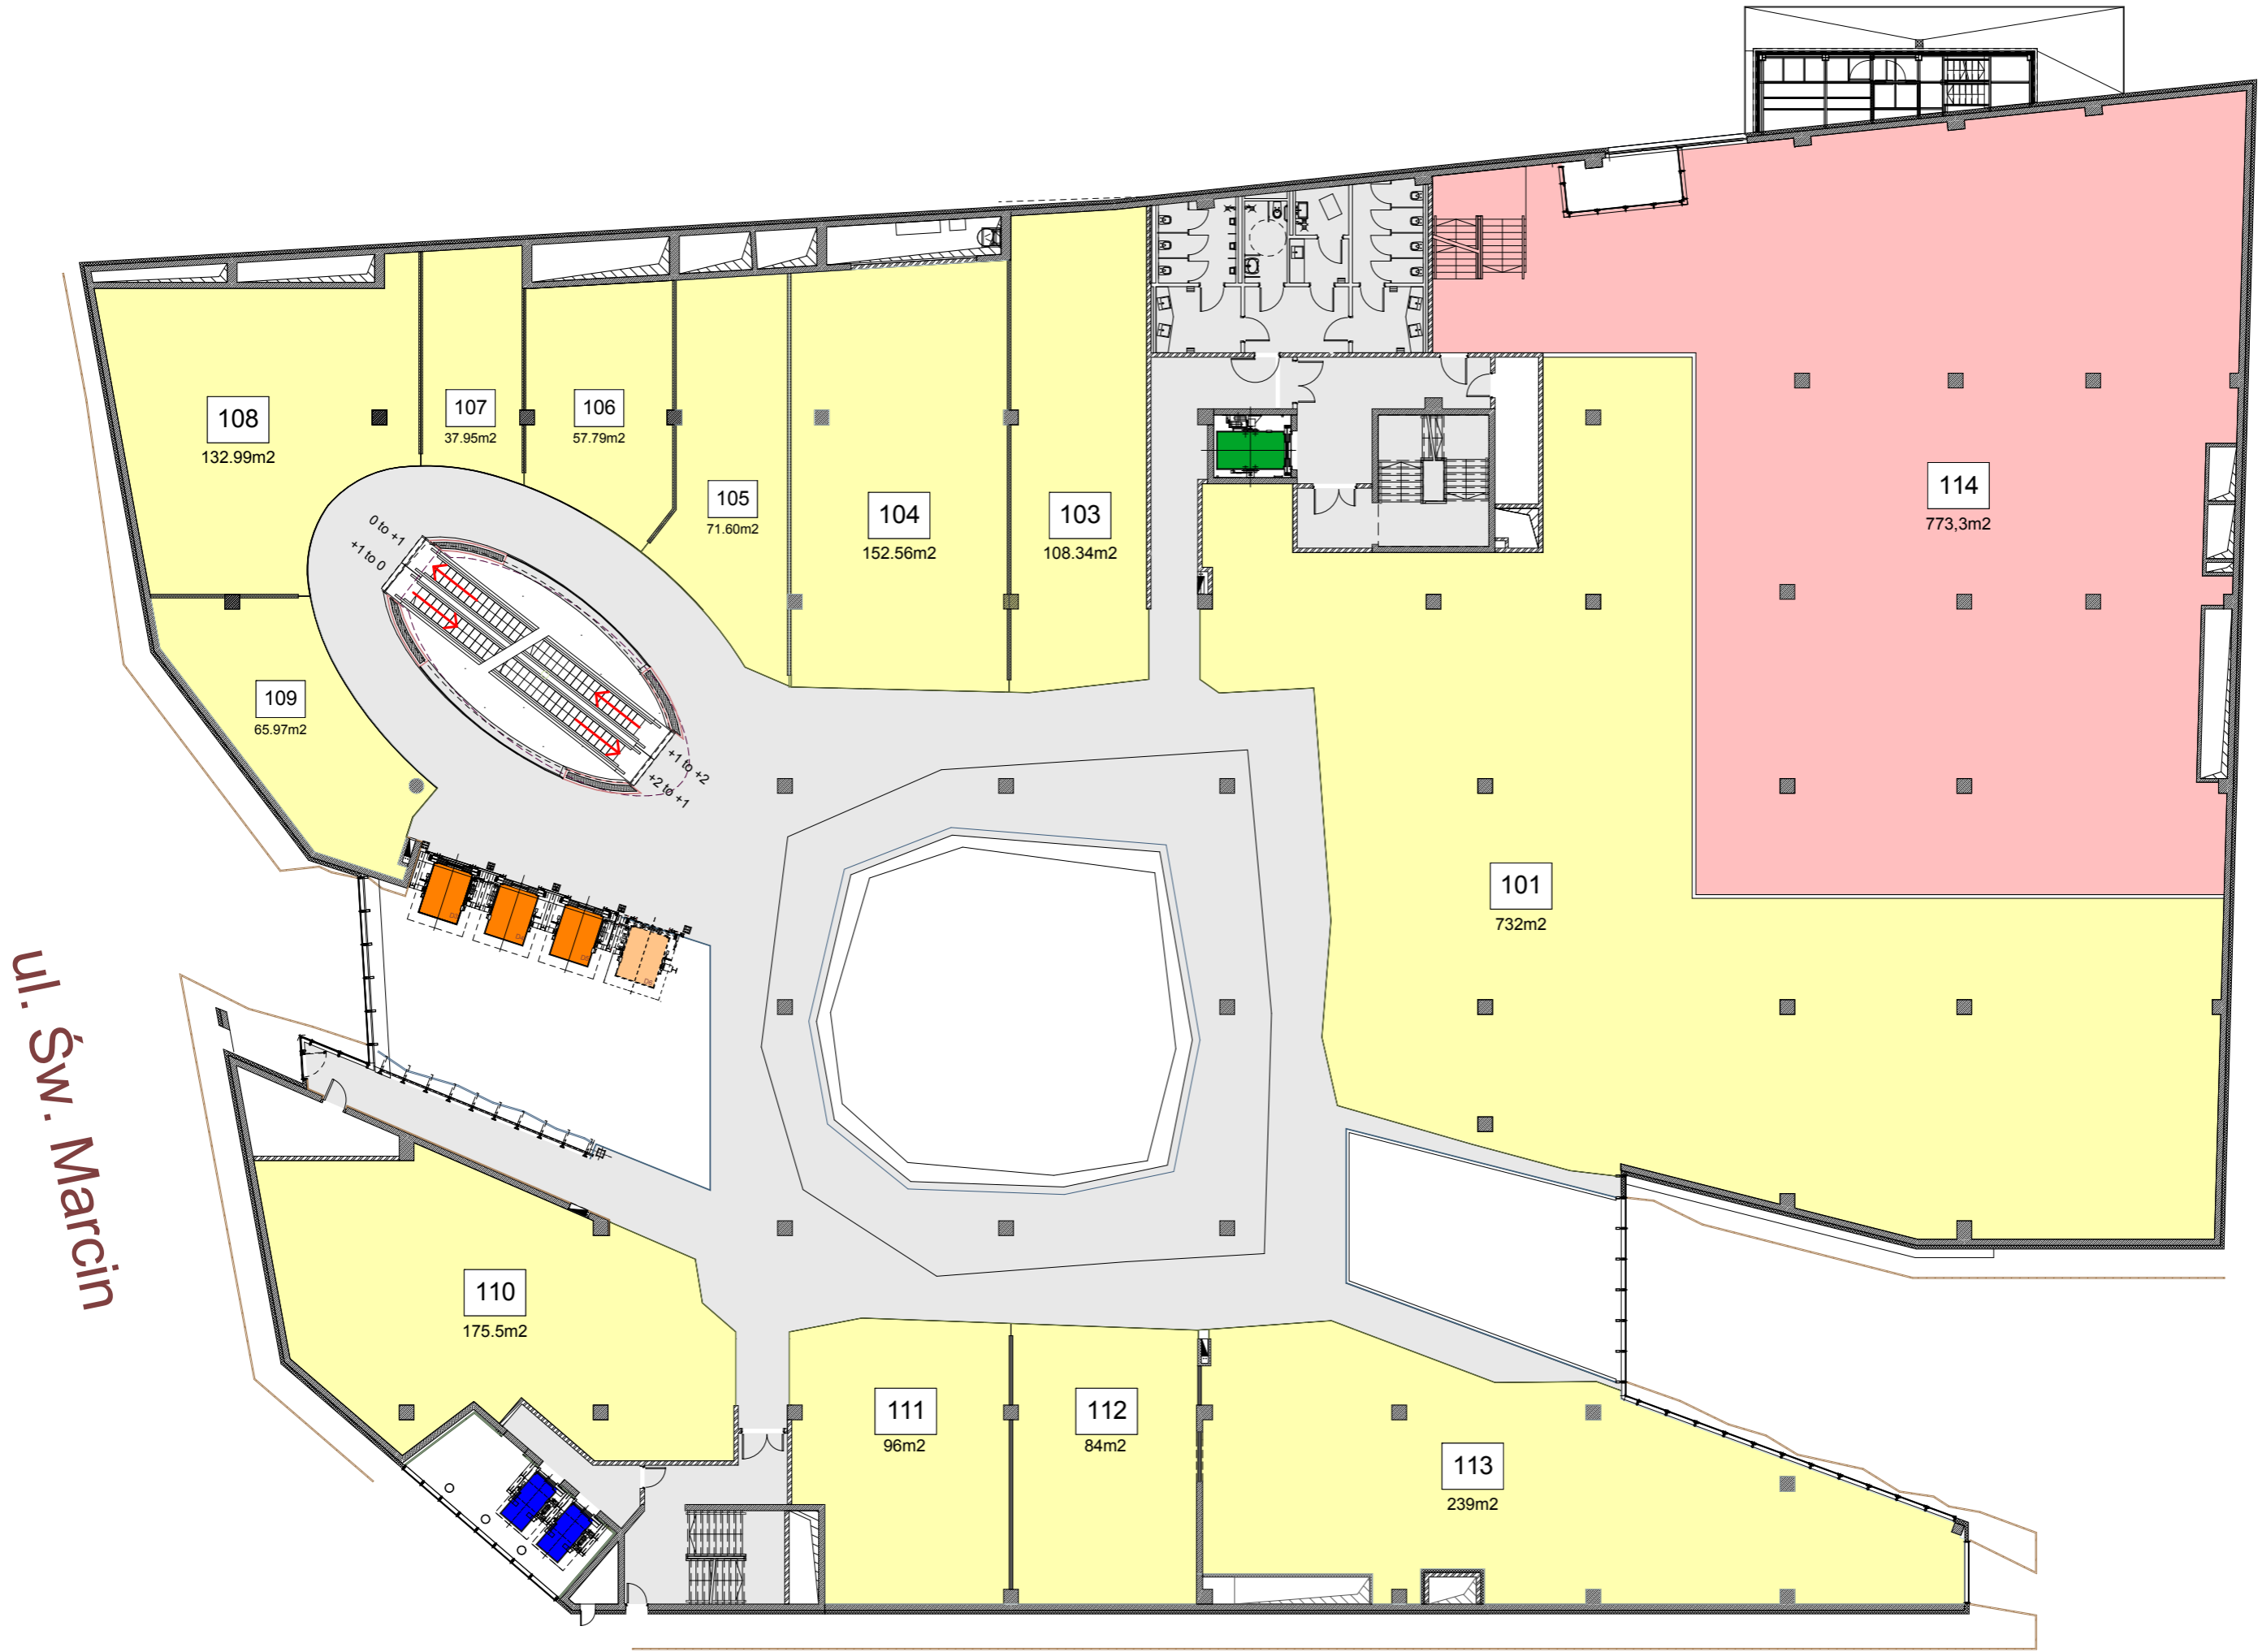 108
132.99m2
107
37.95m2
106
57.79m2
105
71.60m2
104
152.56m2
103
108.34m2
114
773,3m2
0 to +1
+1 to 0
109
65.97m2
+1 to +2
+2 to +1
101
732m2
ul. Św. Marcin
110
175.5m2
111
96m2
112
84m2
113
239m2